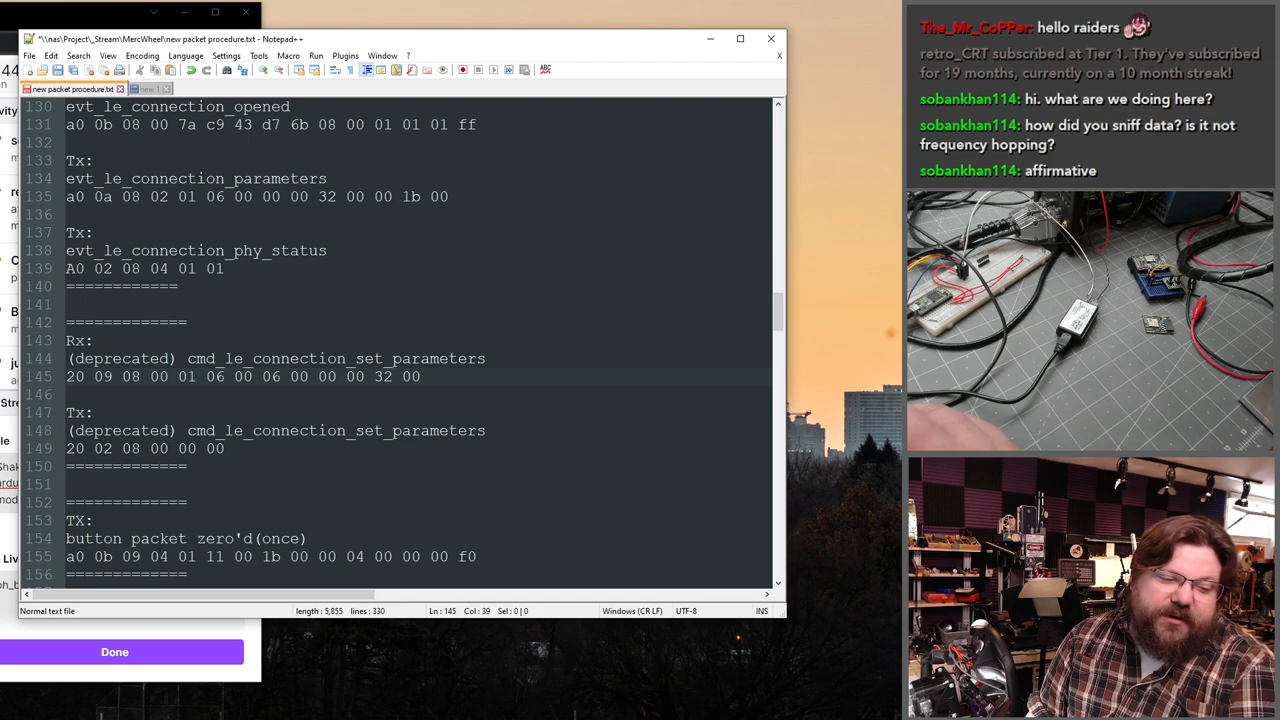 *\\nas\Project\_Stream\MercWheel\new packet procedure.txt - Notepad++
File Edit Search View Encoding Language Settings Tools Macro Run Plugins Window ?
X
new packet procedure.txt
new 1
130 evt_le_connection_opened
131 a0 0b 08 00 7a c9 43 d7 6b 08 00 01 01 01 ff
132
133 Tx:
134 evt_le_connection_parameters
135 a0 0a 08 02 01 06 00 00 00 32 00 00 1b 00
136
137 Tx:
138 evt_le_connection_phy_status
139 A0 02 08 04 01 01
140 ============
141
142 =============
143 Rx:
144 (deprecated) cmd_le_connection_set_parameters
145 20 09 08 00 01 06 00 06 00 00 00 32 00
146
147 Tx:
148 (deprecated) cmd_le_connection_set_parameters
149 20 02 08 00 00 00
150 =============
151
152 =============
153 TX:
154 button packet zero'd(once)
155 a0 0b 09 04 01 11 00 1b 00 00 04 00 00 00 f0
156 =============
Normal text file
length : 5,855 lines : 330
Ln : 145 Col : 39 Sel : 0 | 0
Windows (CR LF)
UTF-8
INS
Done
The_Mr_CoPPer: hello raiders
retro_CRT subscribed at Tier 1. They've subscribed
for 19 months, currently on a 10 month streak!
sobankhan114: hi. what are we doing here?
sobankhan114: how did you sniff data? is it not
frequency hopping?
sobankhan114: affirmative